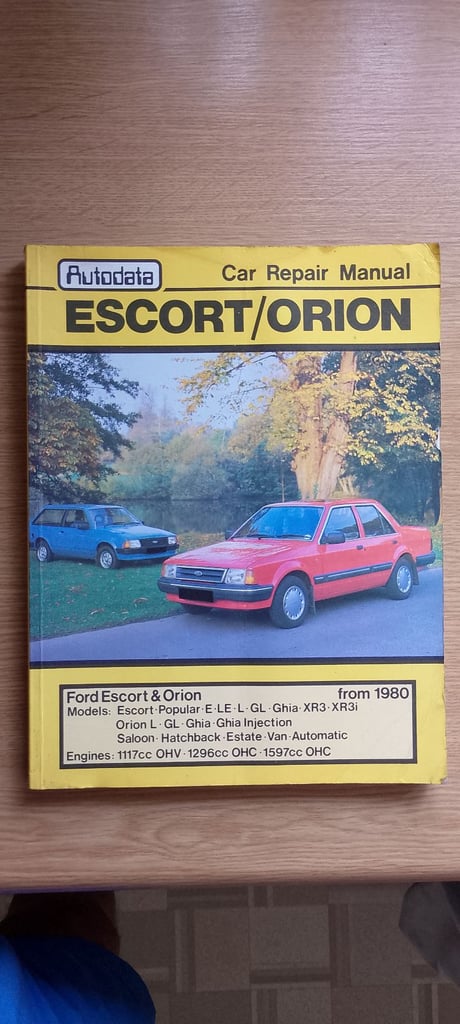 Autodata
Car Repair Manual
ESCORT/ORION
Ford Escort & Orion from 1980
Models: Escort · Popular · E · LE · L · GL · Ghia · XR3 · XR3i
Orion L · GL · Ghia · Ghia Injection
Saloon · Hatchback · Estate · Van · Automatic
Engines: 1117cc OHV · 1296cc OHC · 1597cc OHC